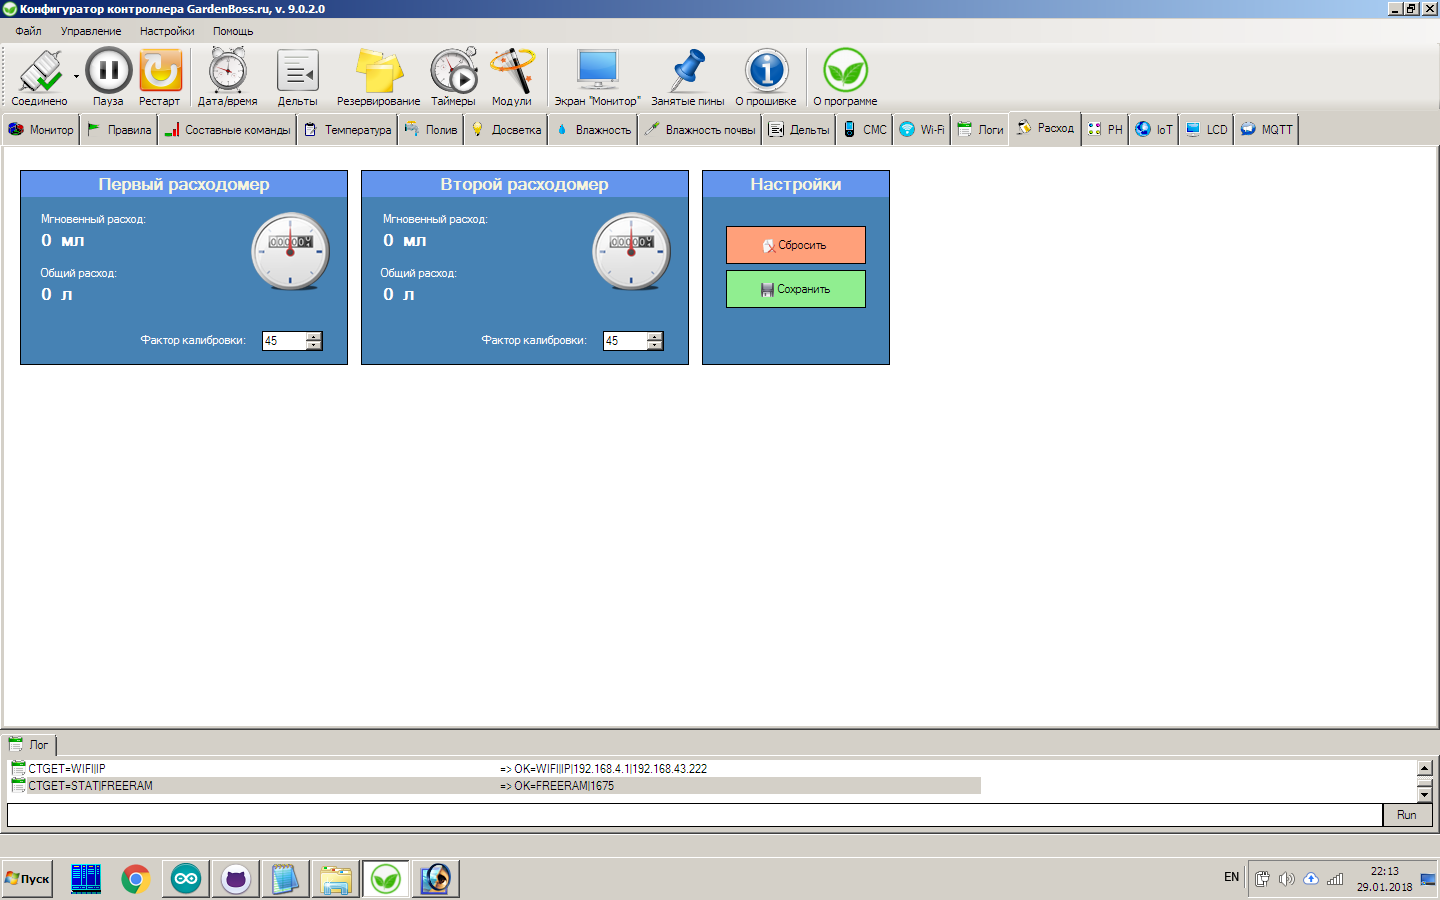 Конфигуратор контроллера GardenBoss.ru, v. 9.0.2.0
Файл Управление Настройки Помощь
Соединено Пауза Рестарт Дата/время Дельты Резервирование Таймеры Модули Экран "Монитор" Занятые пины О прошивке О программе
Монитор Правила Составные команды Температура Полив Досветка Влажность Влажность почвы Дельты СМС Wi-Fi Логи Расход PH IoT LCD MQTT
Первый расходомер
Мгновенный расход:
0 мл
Общий расход:
0 л
Фактор калибровки: 45
Второй расходомер
Мгновенный расход:
0 мл
Общий расход:
0 л
Фактор калибровки: 45
Настройки
Сбросить
Сохранить
Лог
CTGET=WIFI|IP => OK=WIFI|IP|192.168.4.1|192.168.43.222
CTGET=STAT|FREERAM => OK=FREERAM|1675
Run
Пуск
EN
22:13
29.01.2018